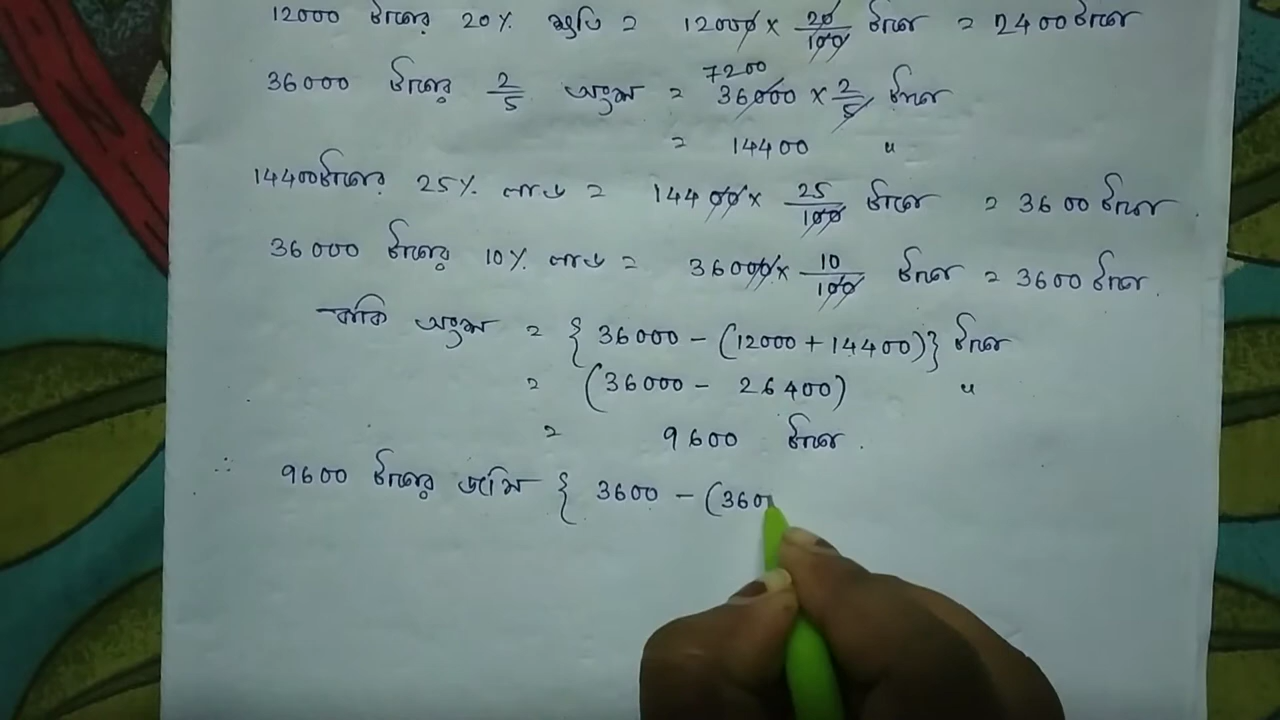 12000 টাকার 20% ক্ষতি = 12000 × 20/100 টাকা = 2400 টাকা
36000 টাকার 2/5 অংশ = 36000 × 2/5 টাকা
7200
= 14400 "
14400 টাকার 25% লাভ = 14400 × 25/100 টাকা = 3600 টাকা.
36000 টাকার 10% লাভ = 36000 × 10/100 টাকা = 3600 টাকা.
বাকি অংশ = { 36000 - (12000 + 14400)} টাকা
= (36000 - 26400) "
= 9600 টাকা.
∴ 9600 টাকার জমি { 3600 - (360